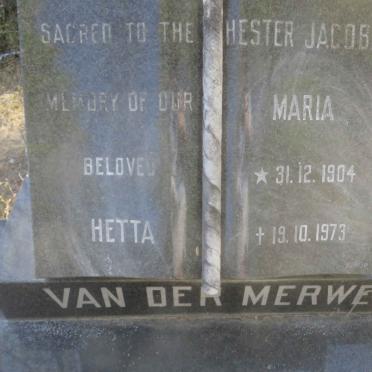 SACRED TO THE
MEMORY OF OUR
BELOVED
HETTA
HESTER JACOB
MARIA
★ 31.12.1904
† 19.10.1973
VAN DER MERWE